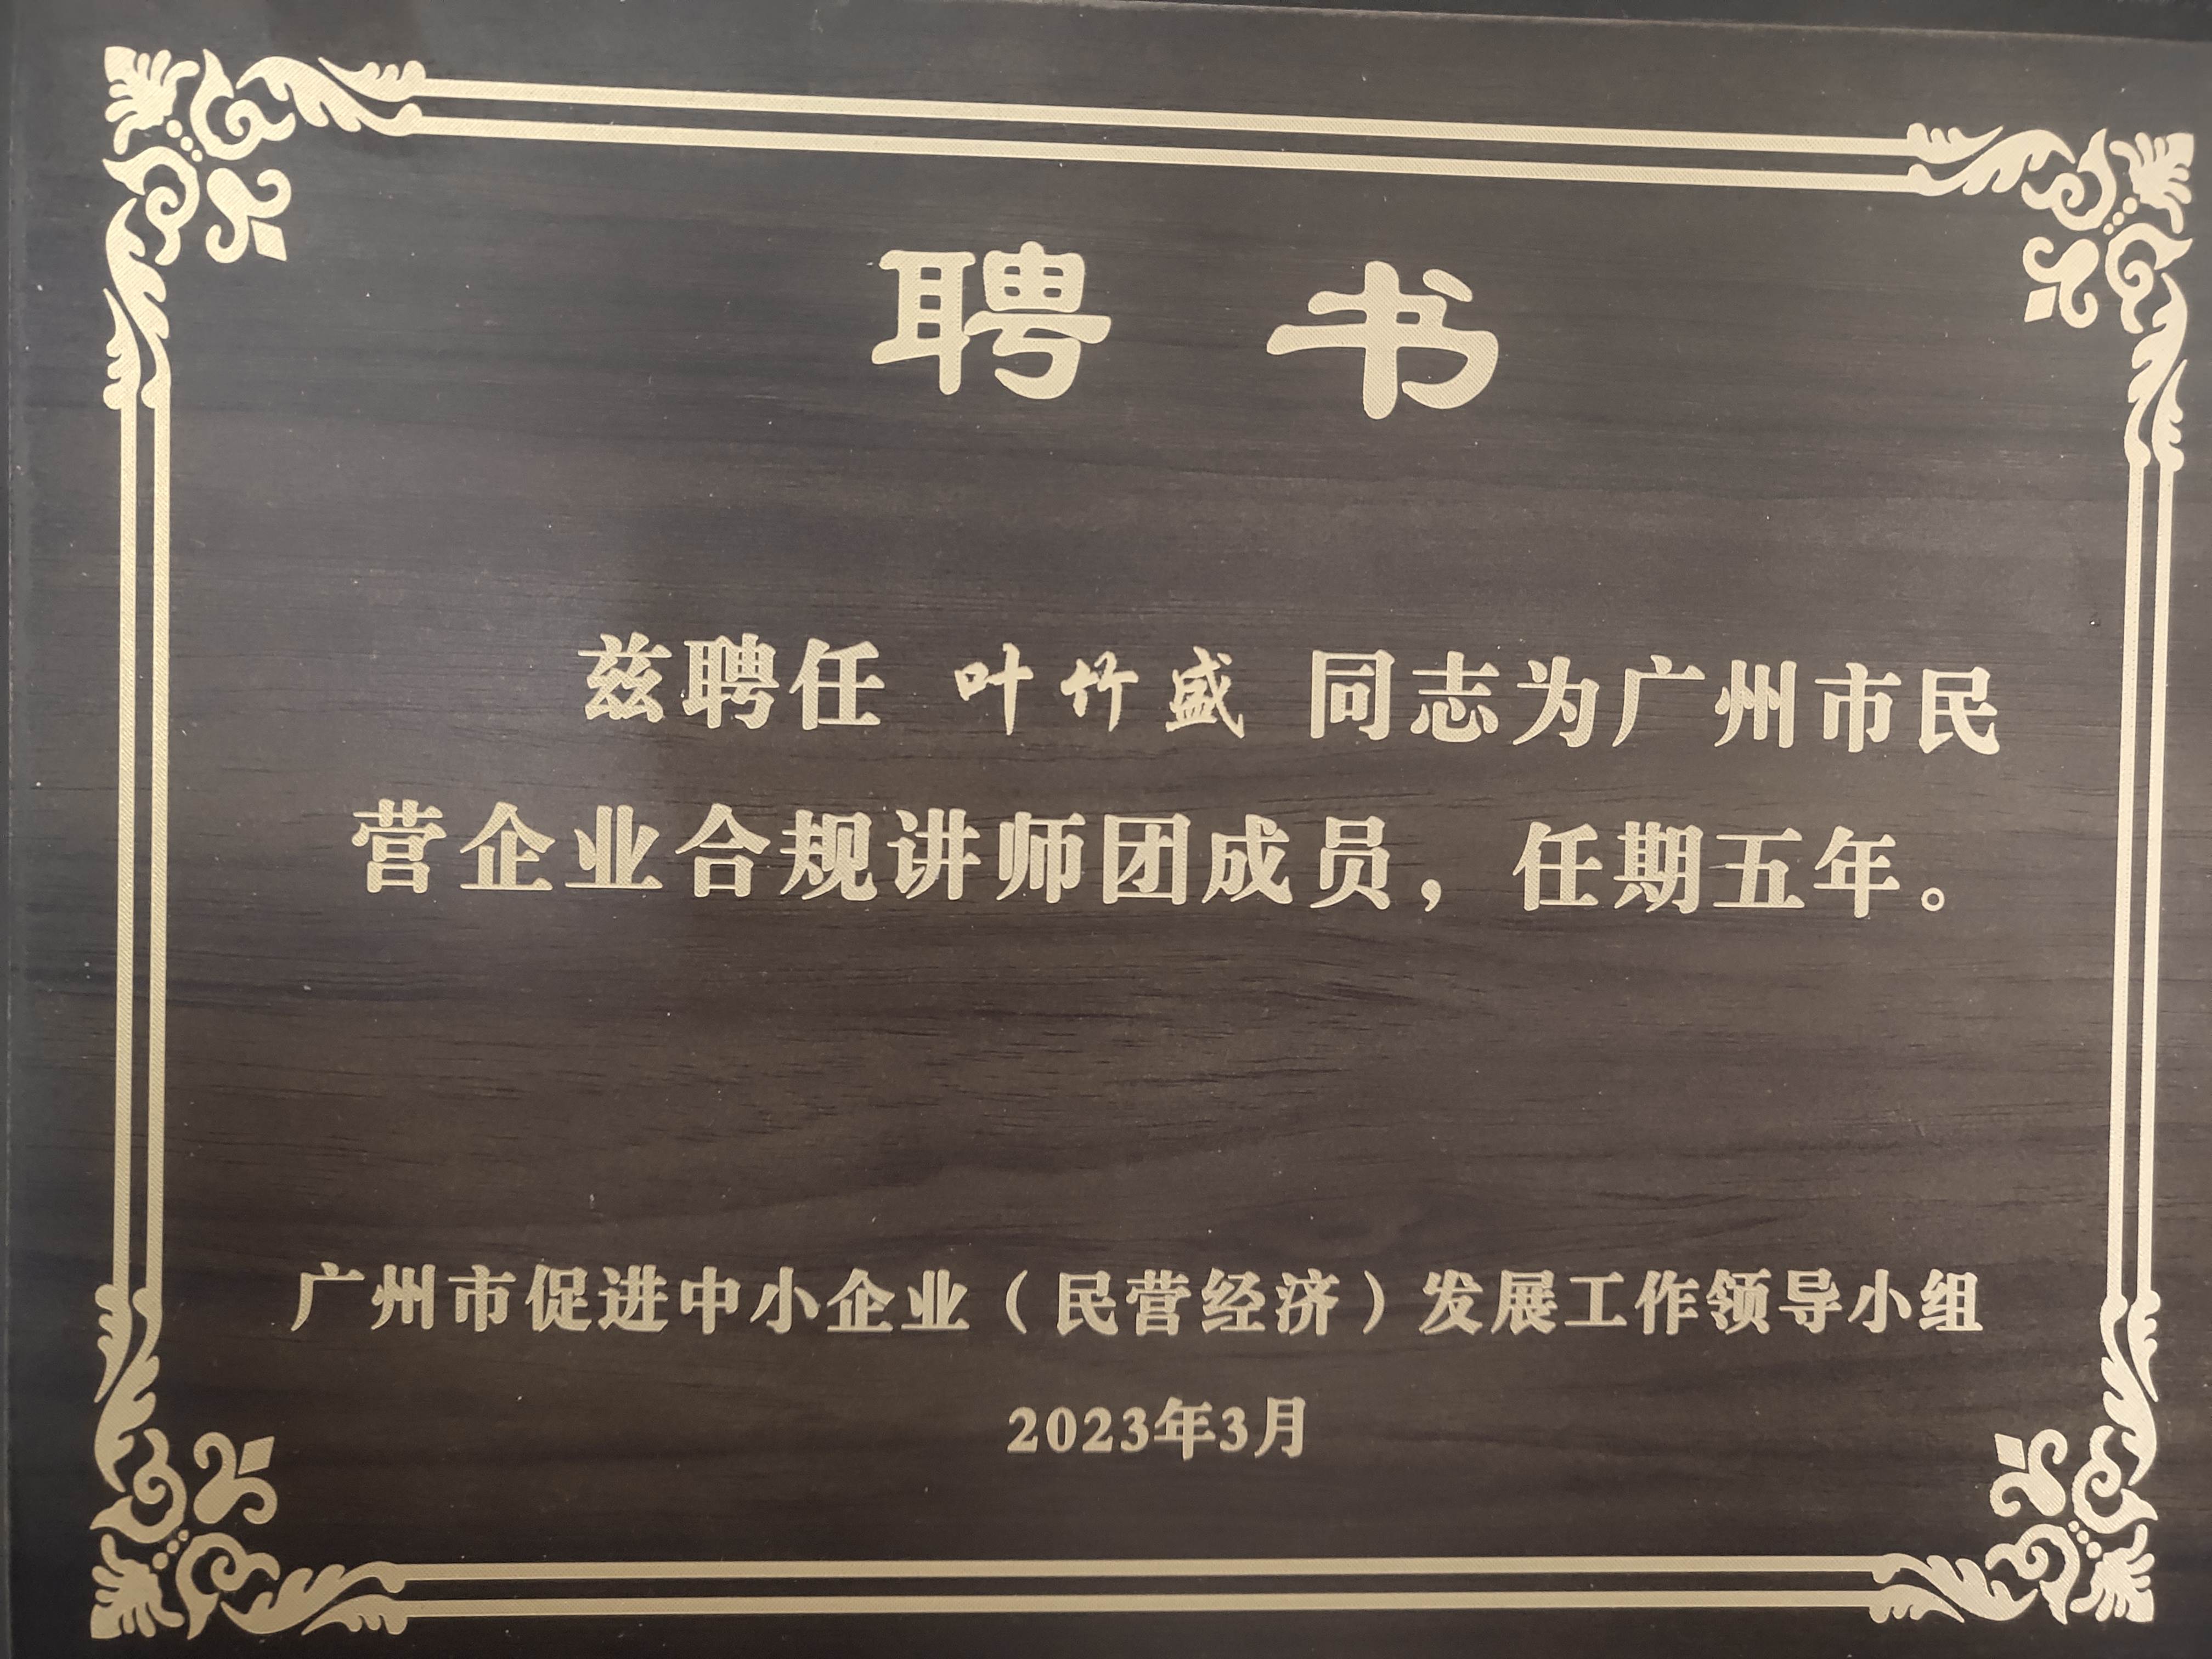 聘 书
兹聘任 叶竹盛 同志为广州市民
营企业合规讲师团成员，任期五年。
广州市促进中小企业（民营经济）发展工作领导小组
2023年3月